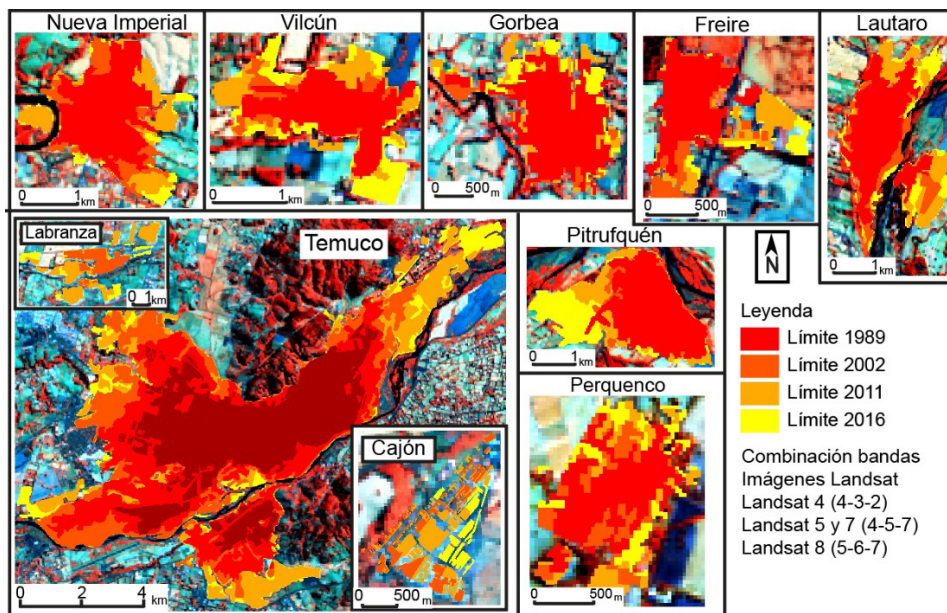 Nueva Imperial
0 1
km
Vilcún
0 1
km
Gorbea
0 500
m
Freire
0 500
m
Lautaro
0 1
km
Labranza
0 1
km
Temuco
0 2 4
km
Cajón
0 500
m
Pitrufquén
0 1
km
Perquenco
0 500
m
N
Leyenda
Límite 1989
Límite 2002
Límite 2011
Límite 2016
Combinación bandas
Imágenes Landsat
Landsat 4 (4-3-2)
Landsat 5 y 7 (4-5-7)
Landsat 8 (5-6-7)